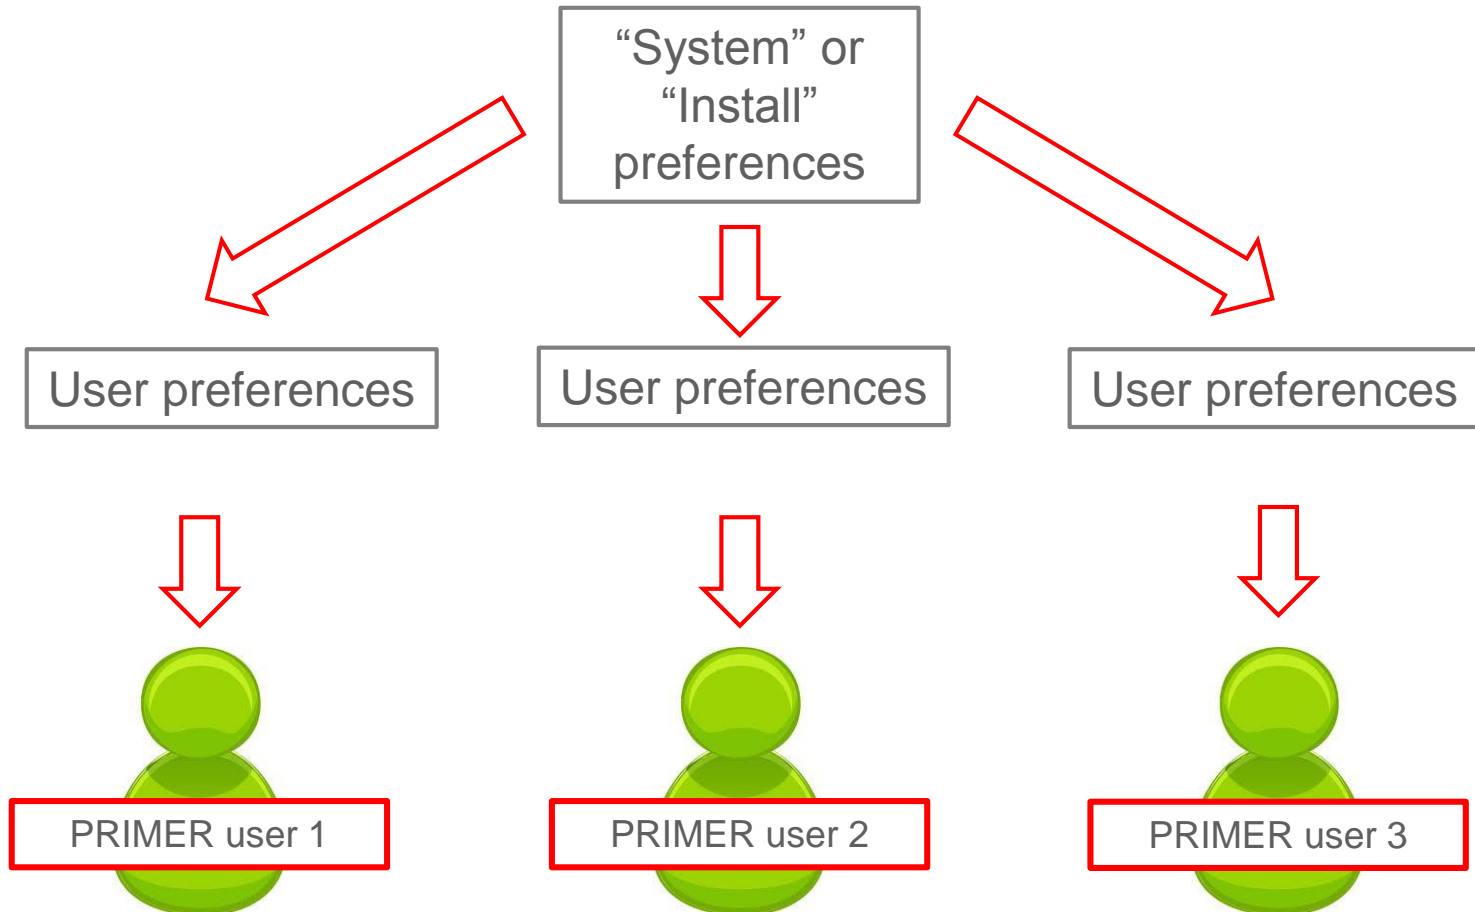 “System” or
“Install”
preferences
User preferences
User preferences
User preferences
PRIMER user 1
PRIMER user 2
PRIMER user 3